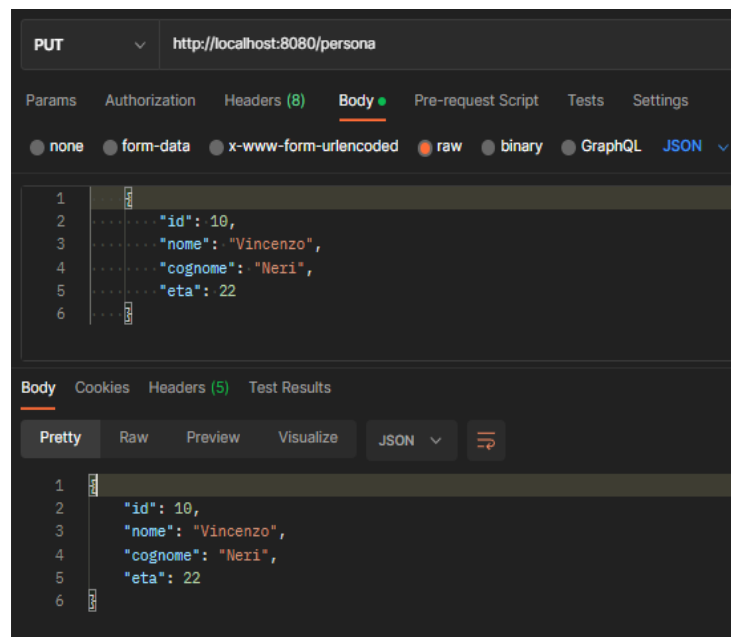 PUT http://localhost:8080/persona
Params Authorization Headers (8) Body Pre-request Script Tests Settings
none form-data x-www-form-urlencoded raw binary GraphQL JSON
1 {
2 "id": 10,
3 "nome": "Vincenzo",
4 "cognome": "Neri",
5 "eta": 22
6 }
Body Cookies Headers (5) Test Results
Pretty Raw Preview Visualize JSON
1 {
2 "id": 10,
3 "nome": "Vincenzo",
4 "cognome": "Neri",
5 "eta": 22
6 }